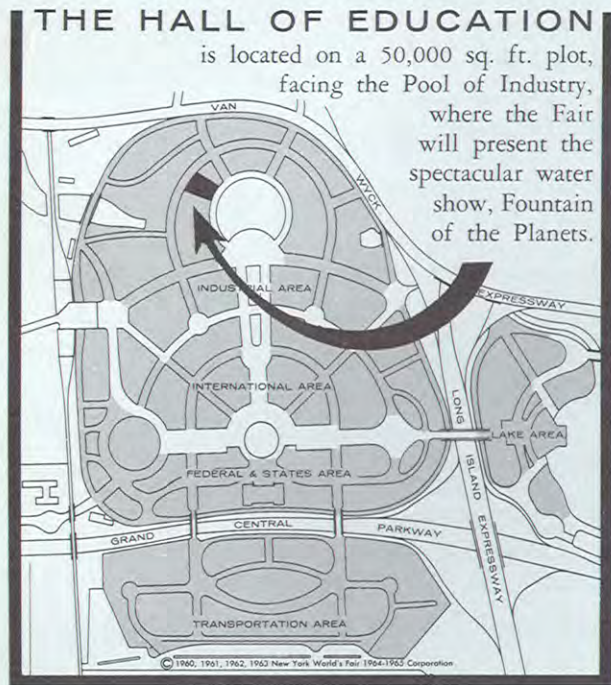 THE HALL OF EDUCATION
is located on a 50,000 sq. ft. plot,
facing the Pool of Industry,
where the Fair
will present the
spectacular water
show, Fountain
of the Planets.
VAN
WYCK
EXPRESSWAY
INDUSTRIAL AREA
INTERNATIONAL AREA
LONG
ISLAND
EXPRESSWAY
LAKE AREA
FEDERAL & STATES AREA
GRAND
CENTRAL
PARKWAY
TRANSPORTATION AREA
© 1960, 1961, 1962, 1963 New York World's Fair 1964-1965 Corporation